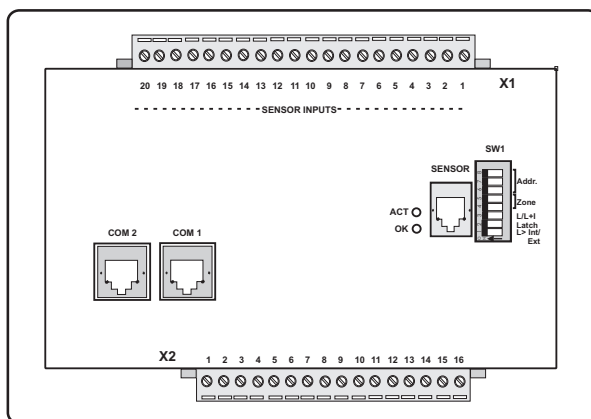 20 19 18 17 16 15 14 13 12 11 10 9 8 7 6 5 4 3 2 1
X1
SENSOR INPUTS
SW1
SENSOR
Addr.
Zone
ACT
L/L+I
Latch
OK
L> Int/
Ext
COM 2 COM 1
X2
1 2 3 4 5 6 7 8 9 10 11 12 13 14 15 16